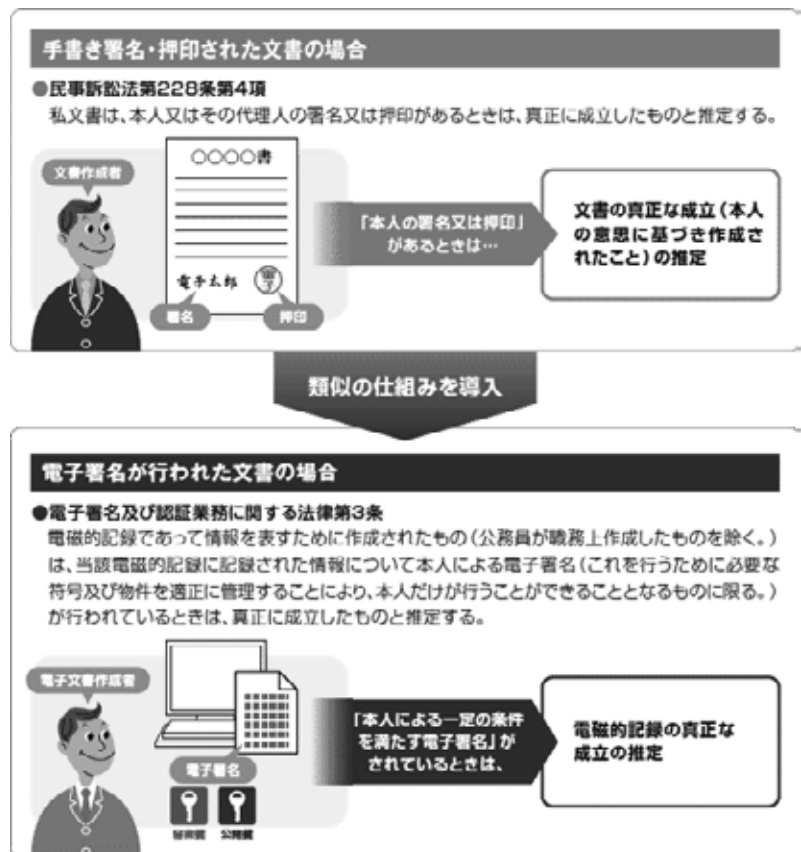 手書き署名・押印された文書の場合
●民事訴訟法第228条第4項
私文書は、本人又はその代理人の署名又は押印があるときは、真正に成立したものと推定する。
文書作成者
〇〇〇〇書
電子太郎
署名
押印
「本人の署名又は押印」
があるときは…
文書の真正な成立(本人
の意思に基づき作成さ
れたこと)の推定
類似の仕組みを導入
電子署名が行われた文書の場合
●電子署名及び認証業務に関する法律第3条
電磁的記録であって情報を表すために作成されたもの(公務員が職務上作成したものを除く。)
は、当該電磁的記録に記録された情報について本人による電子署名(これを行うために必要な
符号及び物件を適正に管理することにより、本人だけが行うことができることとなるものに限る。)
が行われているときは、真正に成立したものと推定する。
電子文書作成者
電子署名
秘密鍵
公開鍵
「本人による一定の条件
を満たす電子署名」が
されているときは、
電磁的記録の真正な
成立の推定